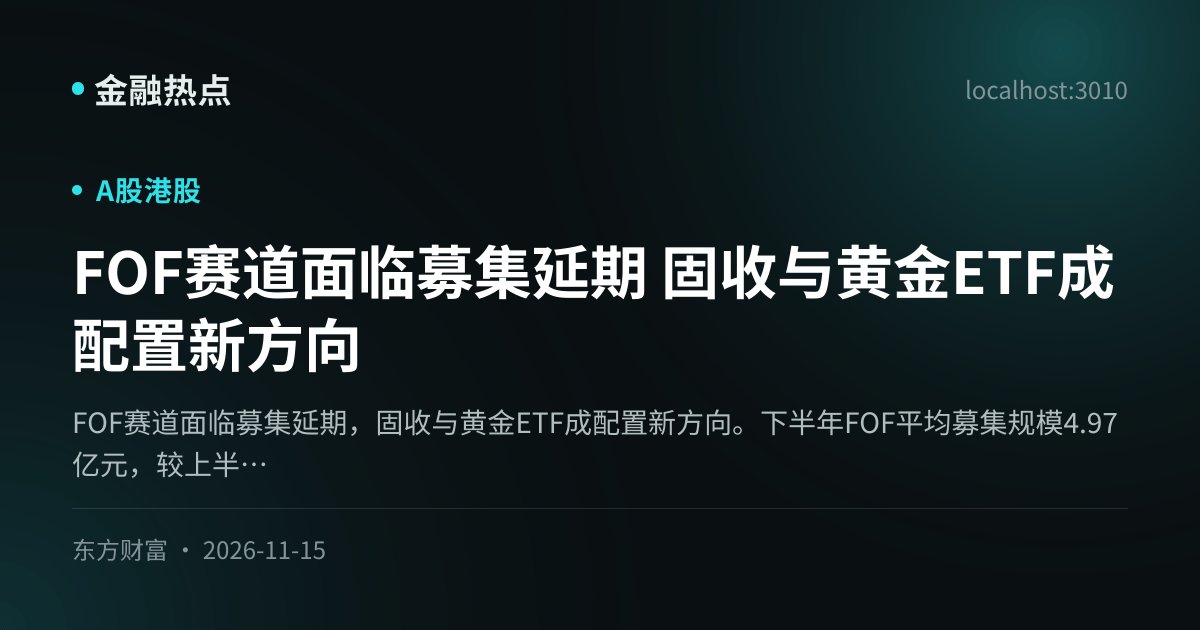 金融热点
localhost:3010
A股港股
FOF赛道面临募集延期 固收与黄金ETF成
配置新方向
FOF赛道面临募集延期，固收与黄金ETF成配置新方向。下半年FOF平均募集规模4.97
亿元，较上半…
东方财富 · 2026-11-15